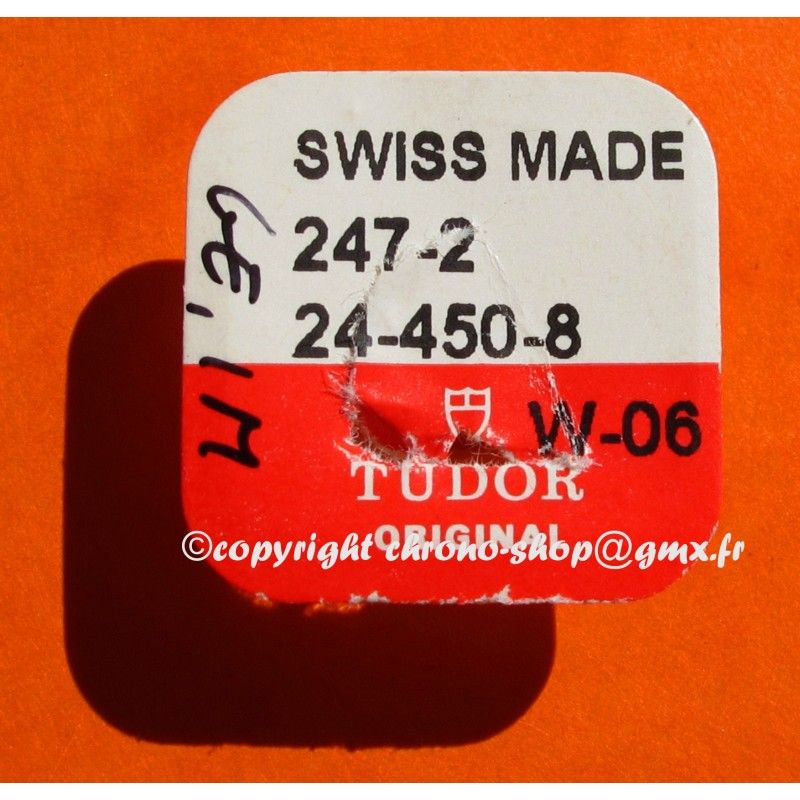 SWISS MADE
247-2
24-450-8
W-06
TUDOR
ORIGINAL
©copyright chrono-shop@gmx.fr